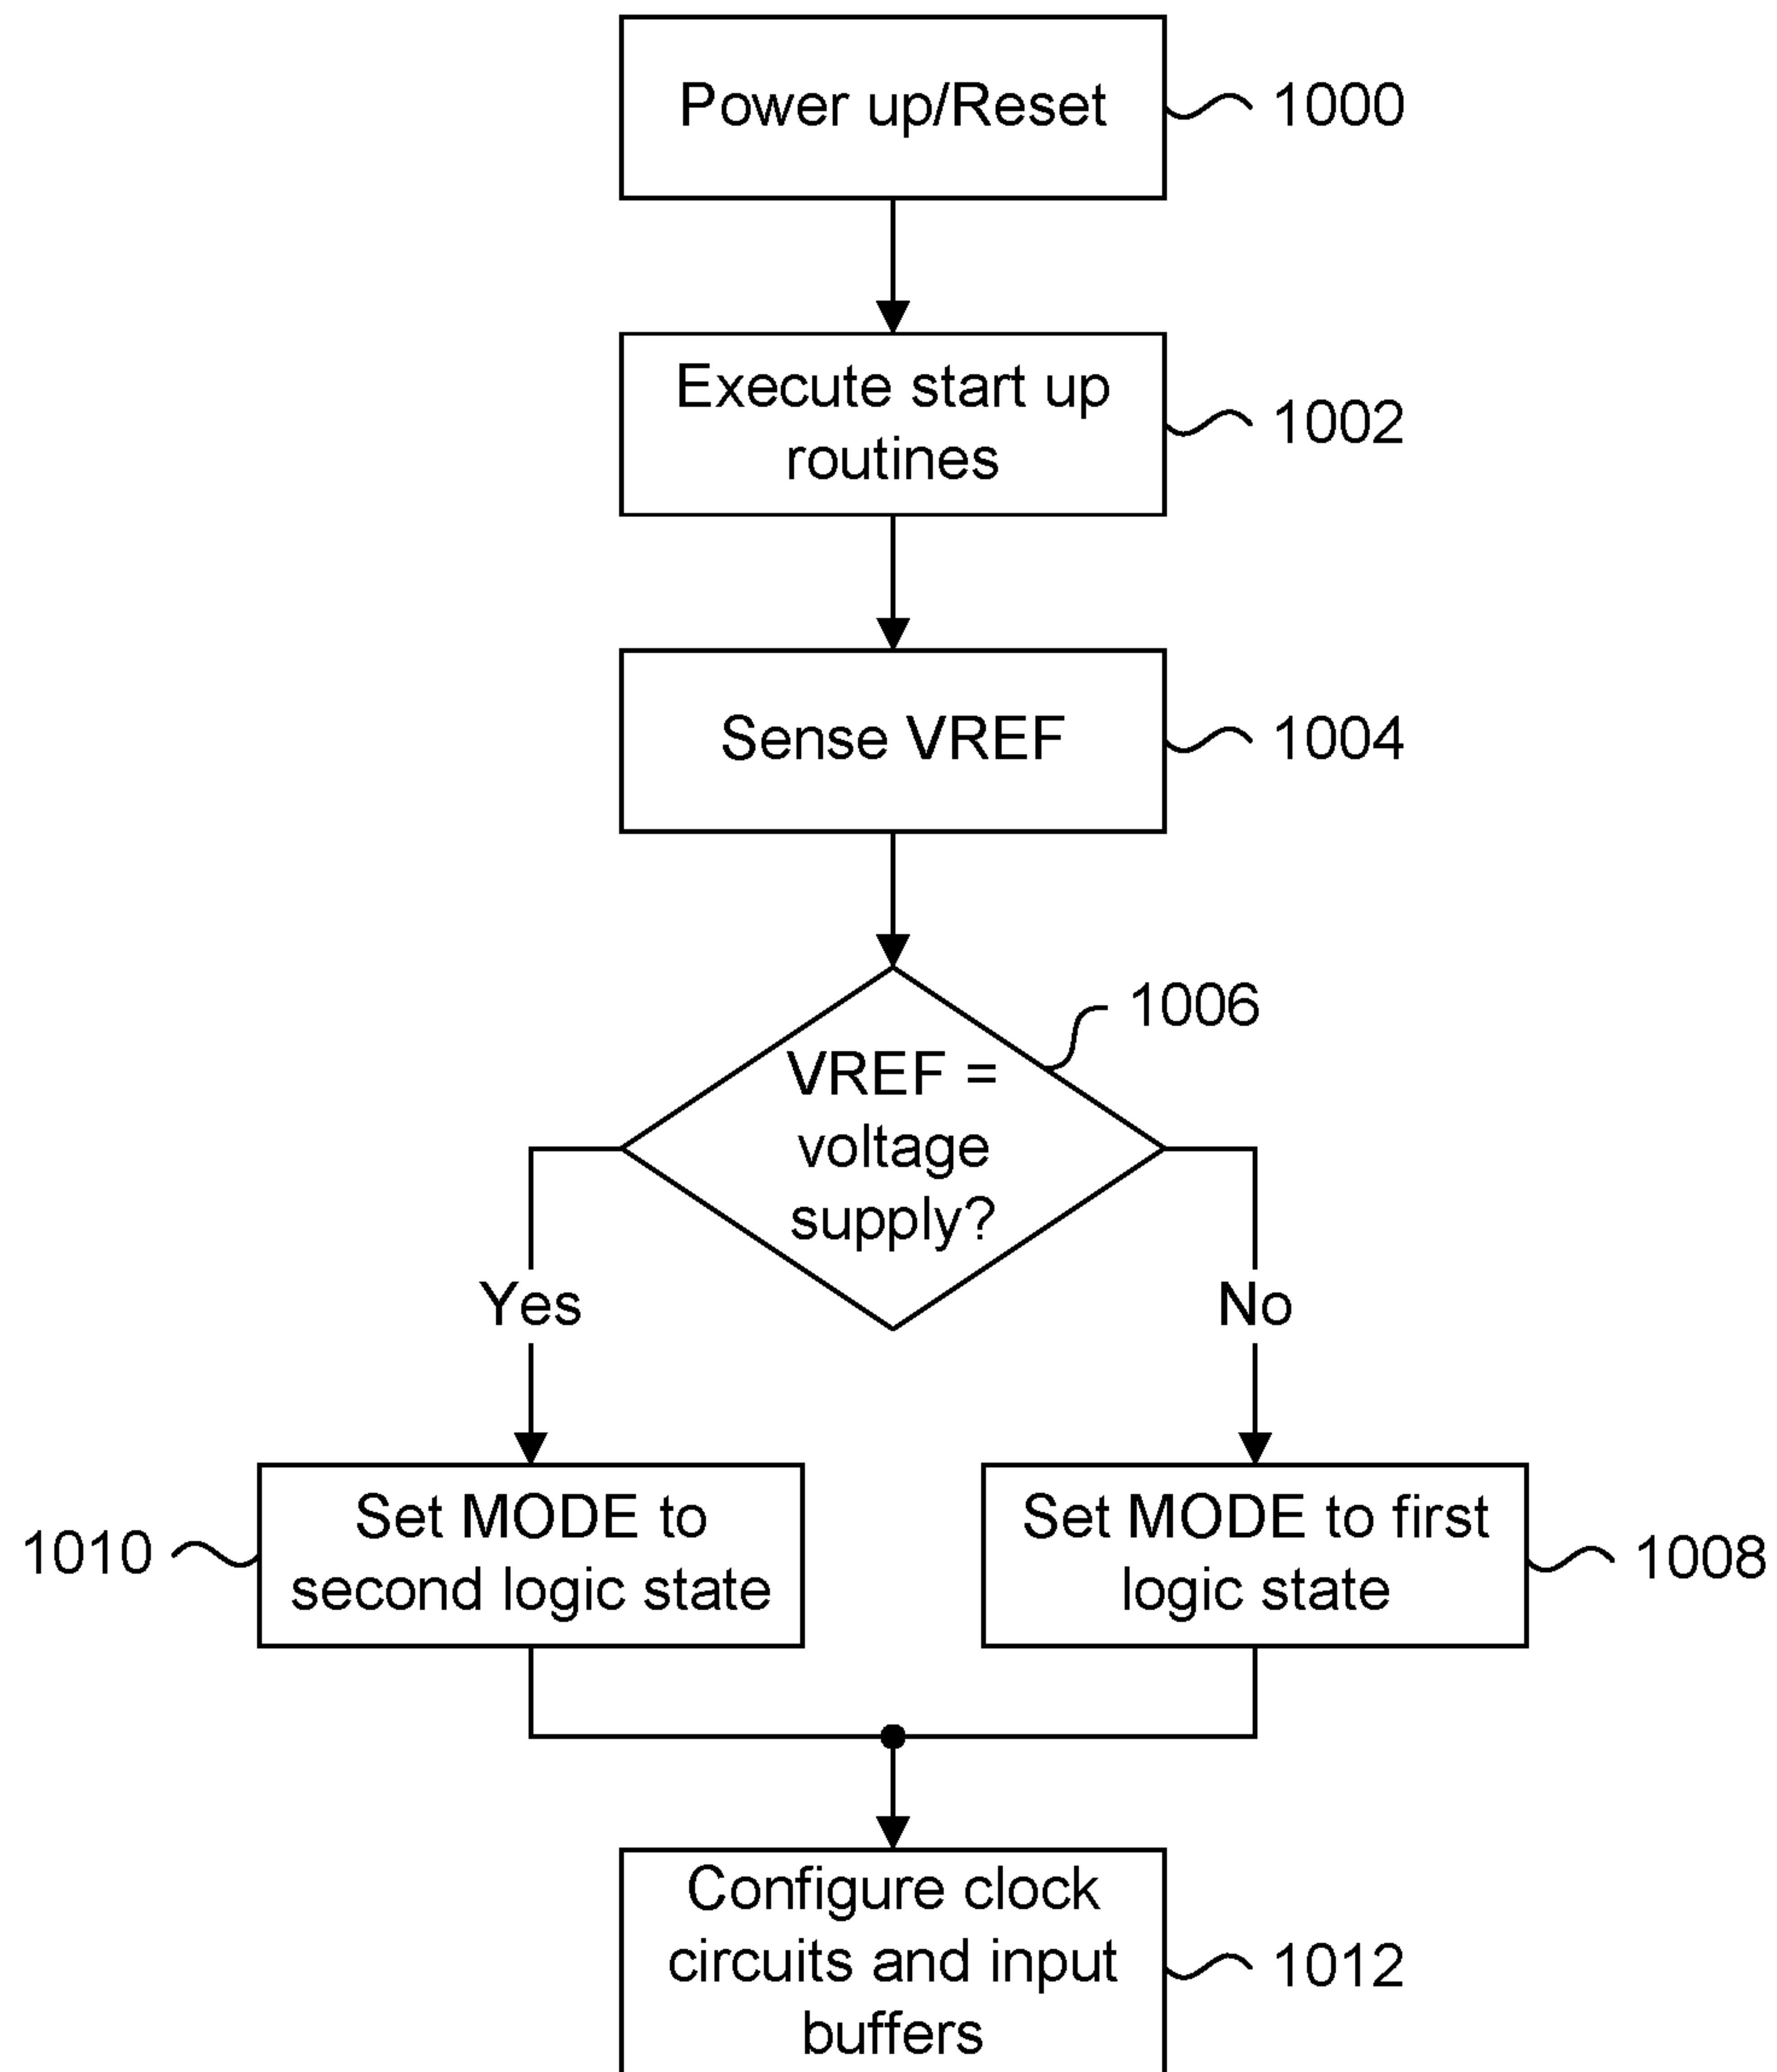 Power up/Reset
1000
Execute start up
routines
1002
Sense VREF
1004
1006
VREF =
voltage
supply?
Yes
No
1010
Set MODE to
second logic state
Set MODE to first
logic state
1008
Configure clock
circuits and input
buffers
1012